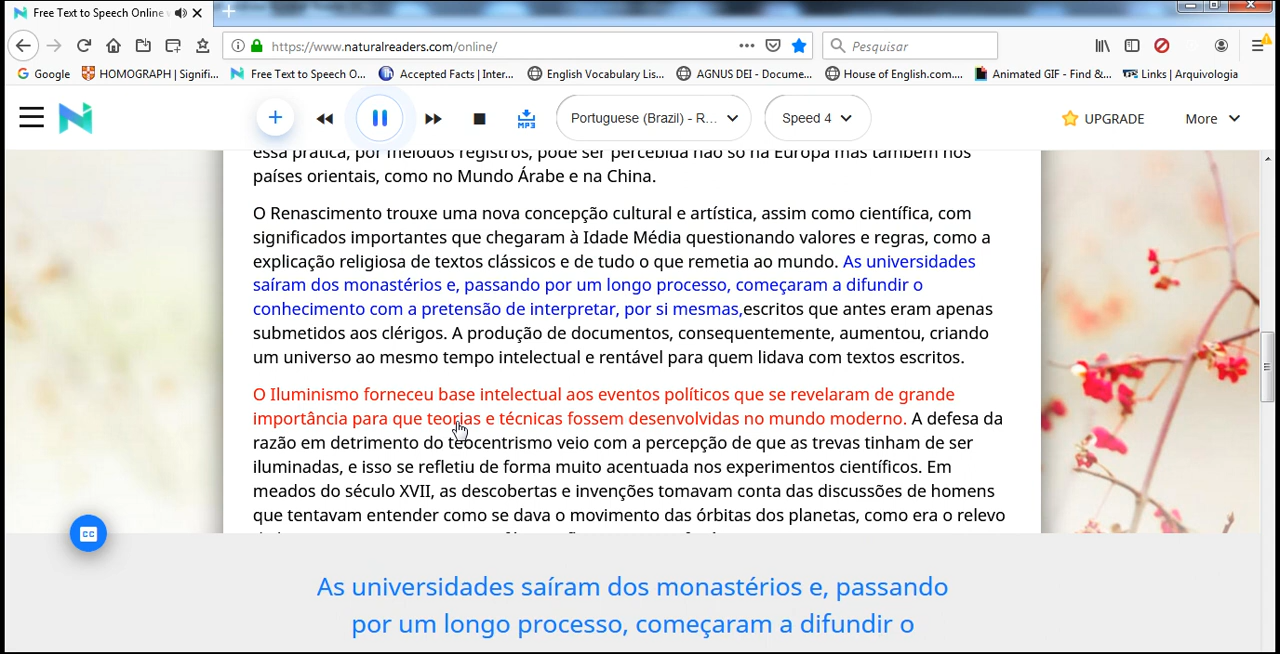 Free Text to Speech Online
https://www.naturalreaders.com/online/
Pesquisar
Google
HOMOGRAPH | Signifi...
Free Text to Speech O...
Accepted Facts | Inter...
English Vocabulary Lis...
AGNUS DEI - Docume...
House of English.com....
Animated GIF - Find &...
Links | Arquivologia
MP3
Portuguese (Brazil) - R...
Speed 4
UPGRADE
More
essa prática, por meiodos registros, pode ser percebida não só na Europa mas também nos
países orientais, como no Mundo Árabe e na China.
O Renascimento trouxe uma nova concepção cultural e artística, assim como científica, com
significados importantes que chegaram à Idade Média questionando valores e regras, como a
explicação religiosa de textos clássicos e de tudo o que remetia ao mundo. As universidades
saíram dos monastérios e, passando por um longo processo, começaram a difundir o
conhecimento com a pretensão de interpretar, por si mesmas,escritos que antes eram apenas
submetidos aos clérigos. A produção de documentos, consequentemente, aumentou, criando
um universo ao mesmo tempo intelectual e rentável para quem lidava com textos escritos.
O Iluminismo forneceu base intelectual aos eventos políticos que se revelaram de grande
importância para que teorias e técnicas fossem desenvolvidas no mundo moderno. A defesa da
razão em detrimento do teocentrismo veio com a percepção de que as trevas tinham de ser
iluminadas, e isso se refletiu de forma muito acentuada nos experimentos científicos. Em
meados do século XVII, as descobertas e invenções tomavam conta das discussões de homens
que tentavam entender como se dava o movimento das órbitas dos planetas, como era o relevo
CC
As universidades saíram dos monastérios e, passando
por um longo processo, começaram a difundir o